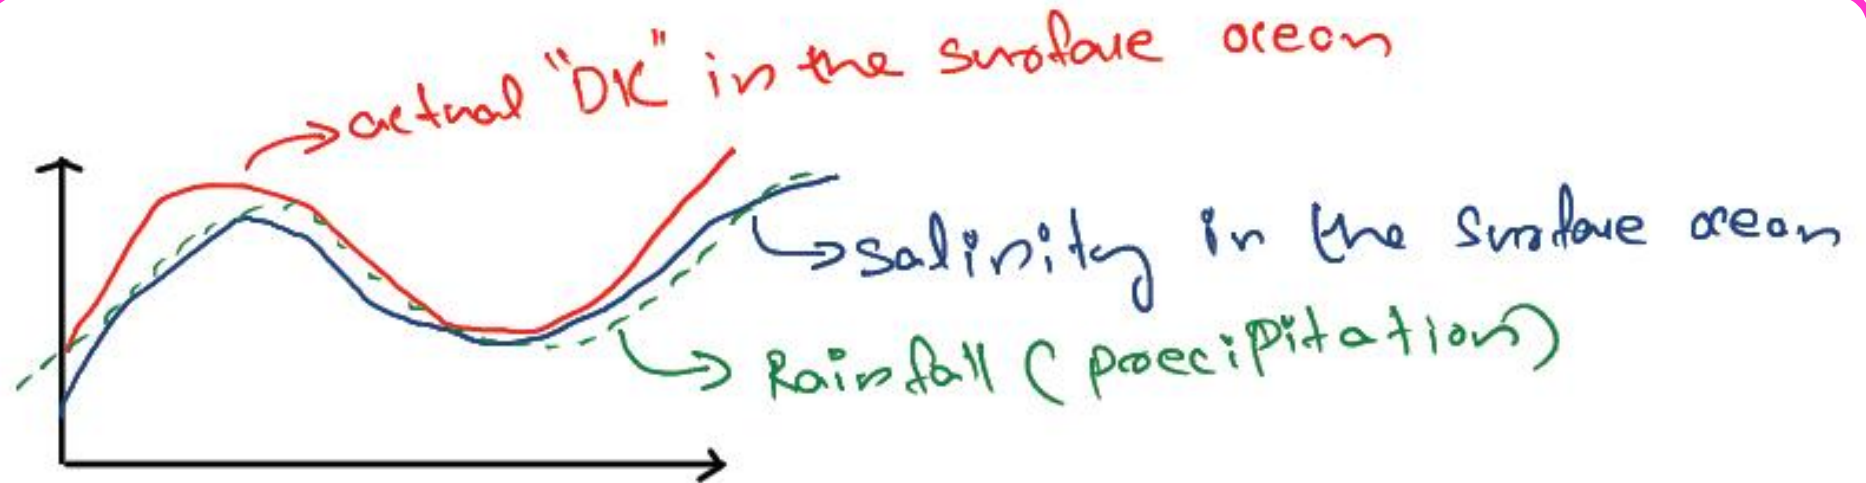 actual "DIC" in the surface ocean
Salinity in the surface ocean
Rainfall (precipitation)